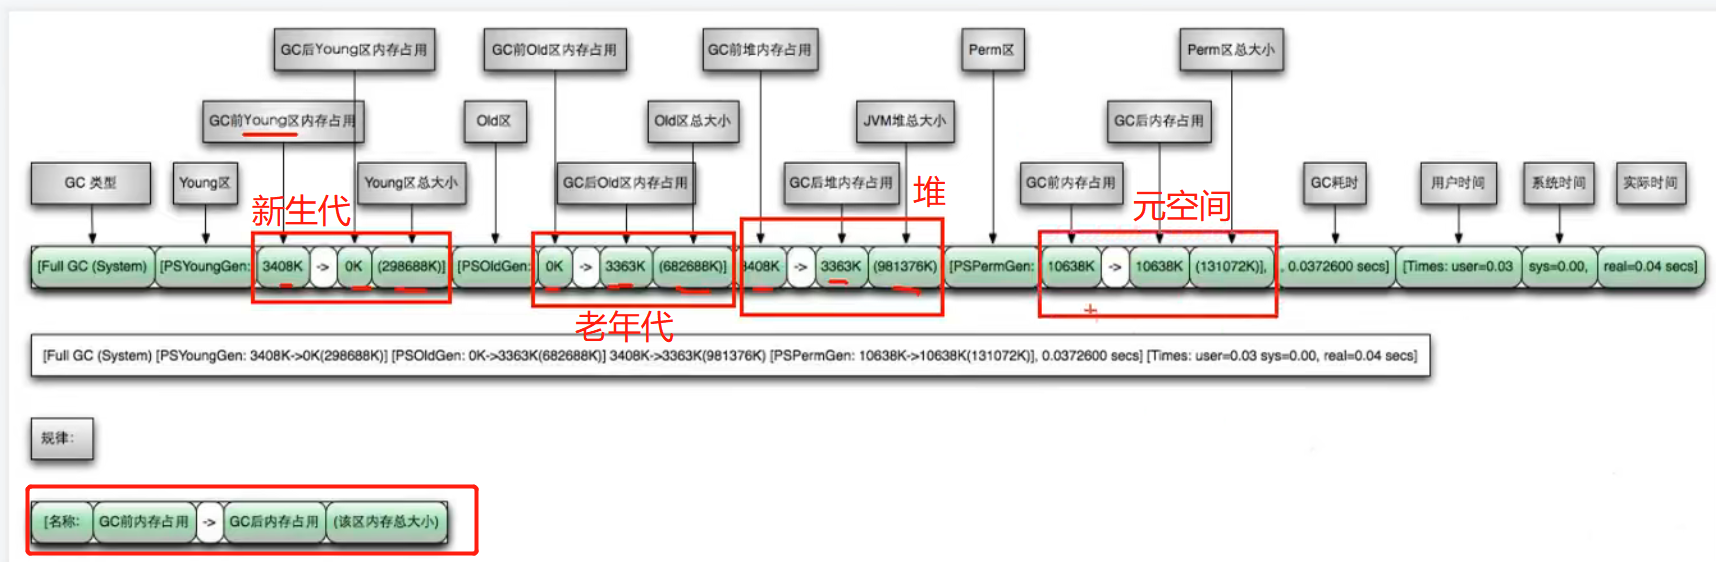 GC后Young区内存占用
GC前Old区内存占用
GC前堆内存占用
Perm区
Perm区总大小
GC前Young区内存占用
Old区
Old区总大小
JVM堆总大小
GC后内存占用
GC 类型
Young区
Young区总大小
GC后Old区内存占用
GC后堆内存占用
GC前内存占用
GC耗时
用户时间
系统时间
实际时间
新生代
堆
元空间
[Full GC (System) [PSYoungGen: 3408K -> 0K (298688K)] [PSOldGen: 0K -> 3363K (682688K)] 3408K -> 3363K (981376K) [PSPermGen: 10638K -> 10638K (131072K)], , 0.0372600 secs] [Times: user=0.03 sys=0.00, real=0.04 secs]
老年代
[Full GC (System) [PSYoungGen: 3408K->0K(298688K)] [PSOldGen: 0K->3363K(682688K)] 3408K->3363K(981376K) [PSPermGen: 10638K->10638K(131072K)], 0.0372600 secs] [Times: user=0.03 sys=0.00, real=0.04 secs]
规律:
[名称: GC前内存占用 -> GC后内存占用 (该区内存总大小)